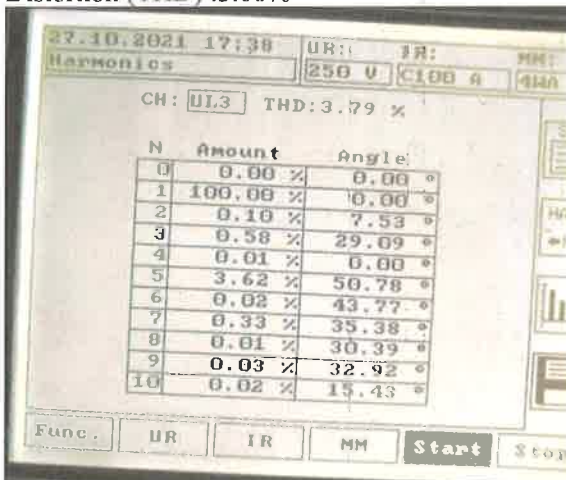 27.10.2021 17:38 UR: IR: MM:
Harmonics 250 V C100 A
CH: UL3 THD:3.79 %
N Amount Angle
0 0.00 % 0.00 °
1 100.00 % 0.00 °
2 0.10 % 7.53 °
3 0.58 % 29.09 °
4 0.01 % 0.00 °
5 3.62 % 50.78 °
6 0.02 % 43.77 °
7 0.33 % 35.38 °
8 0.01 % 30.39 °
9 0.03 % 32.92 °
10 0.02 % 15.43 °
Func. UR IR MM Start Stop